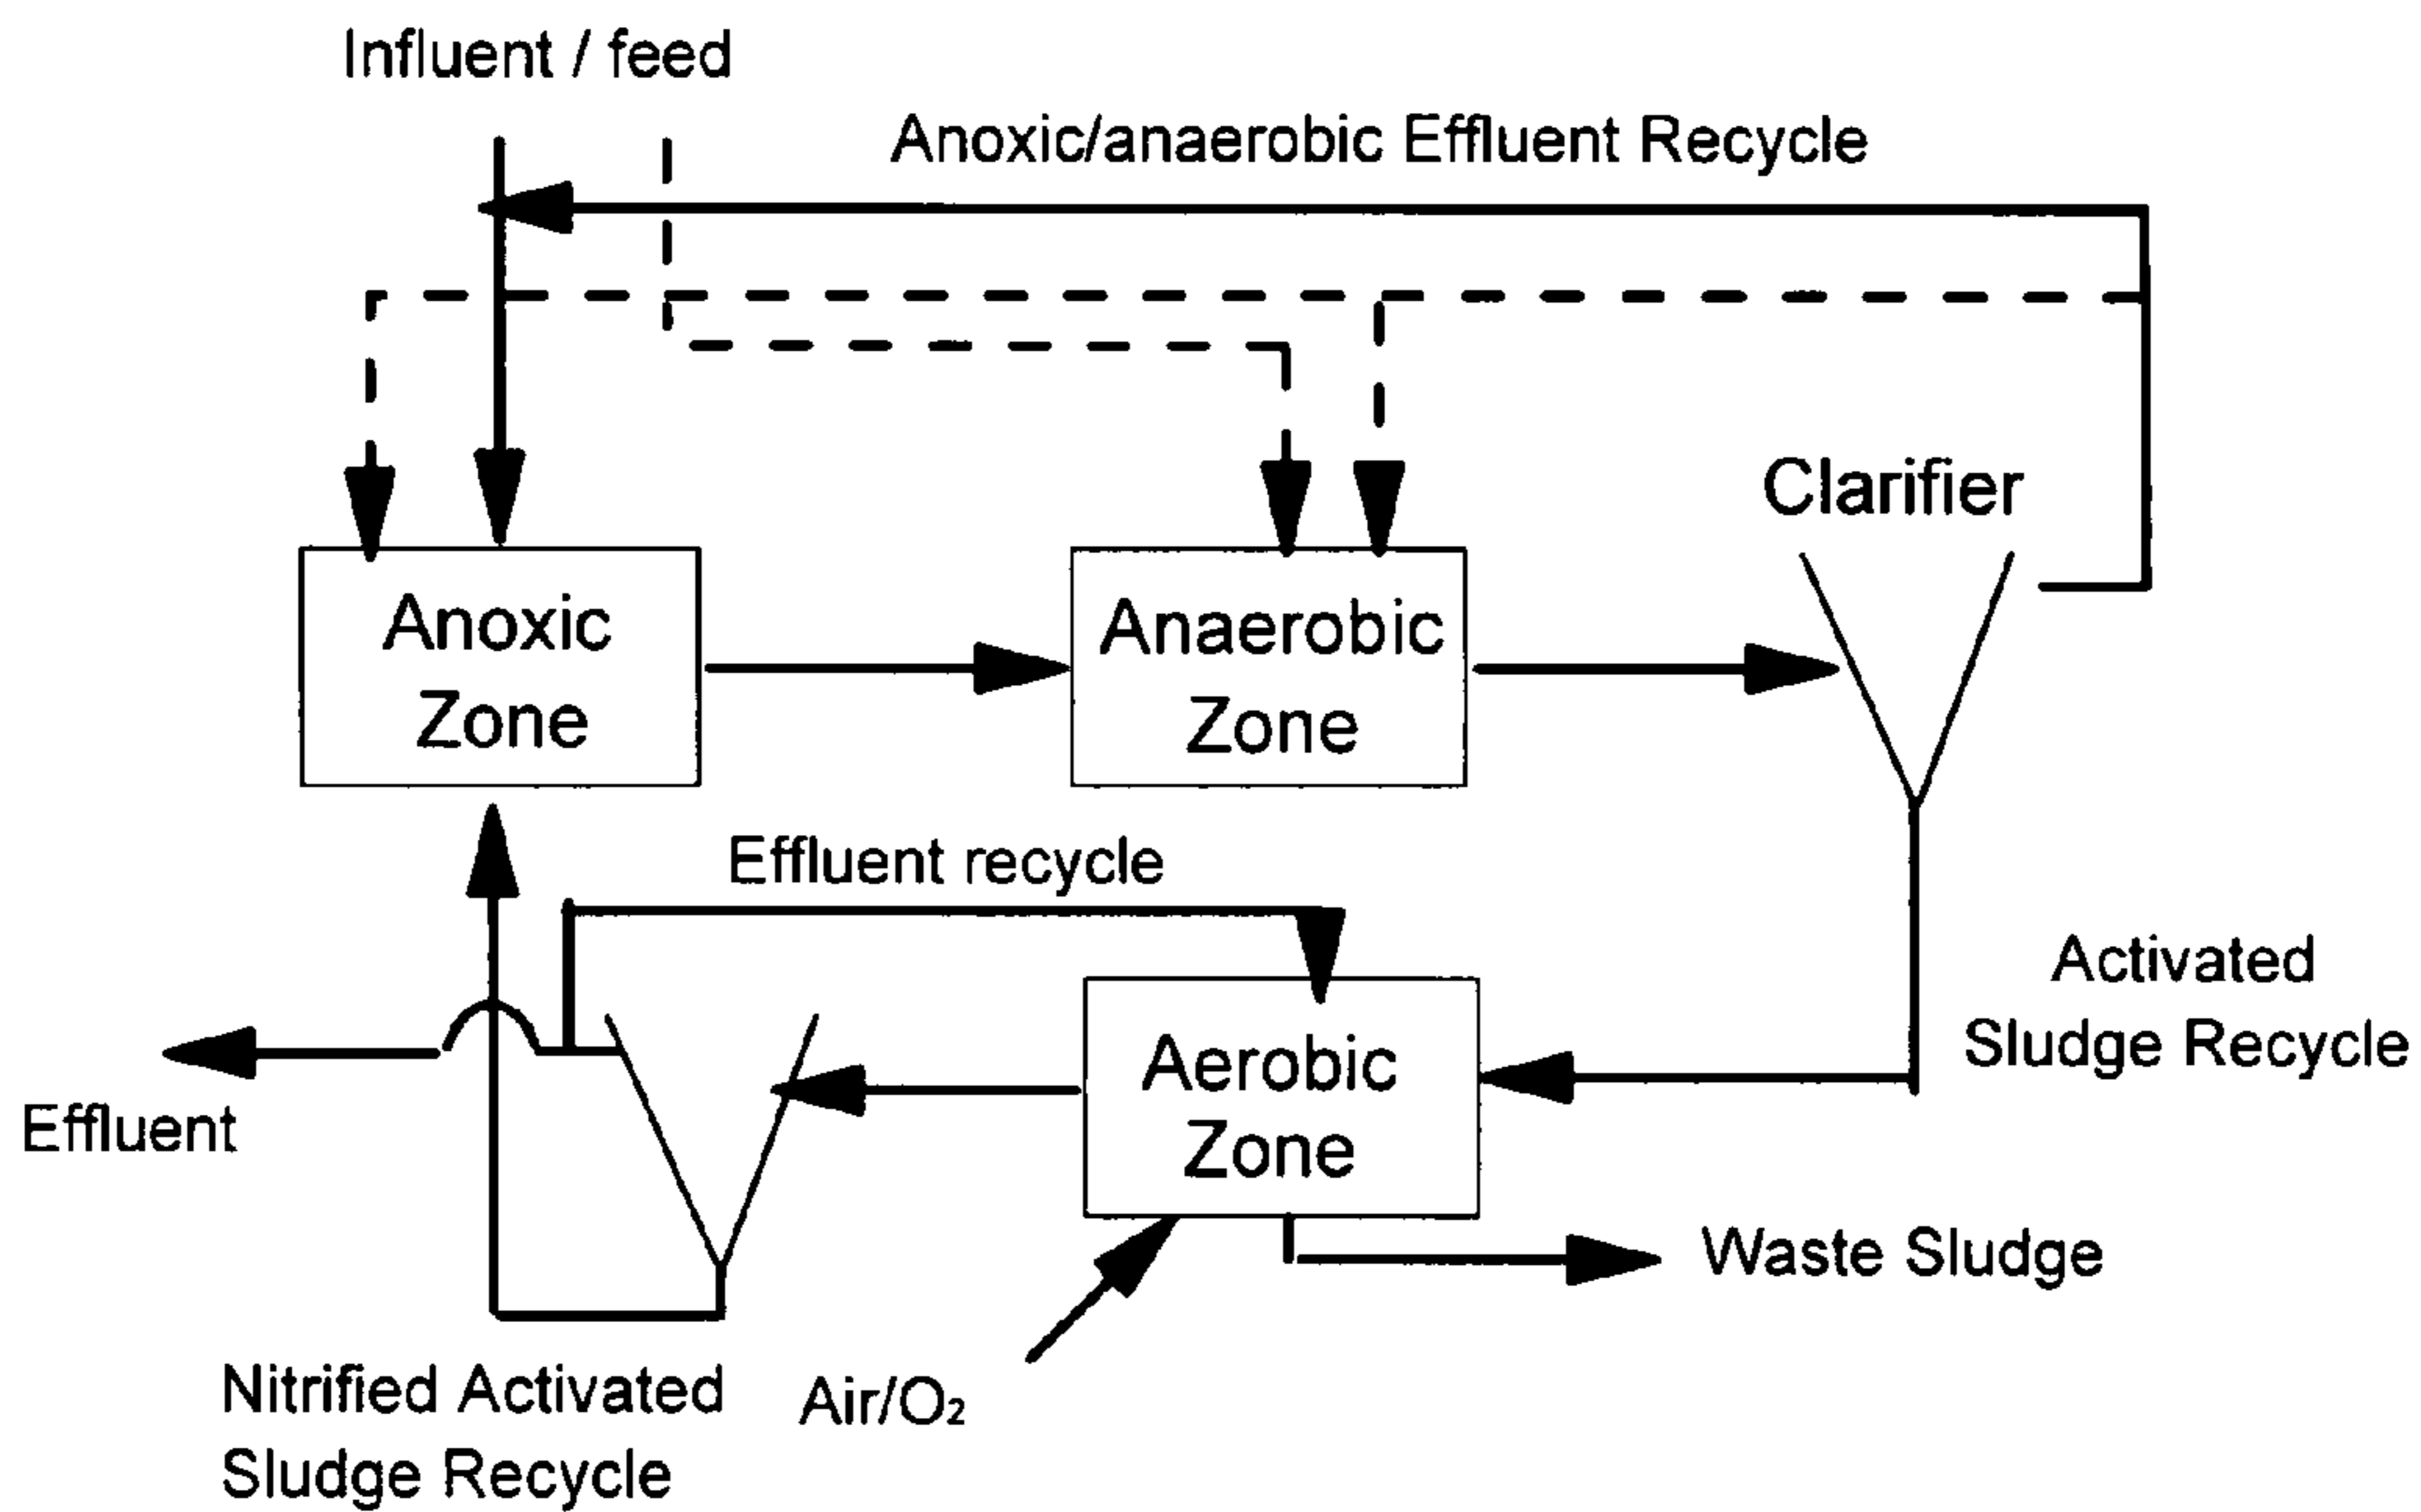 Influent / feed
Anoxic/anaerobic Effluent Recycle
Clarifier
Anoxic
Zone
Anaerobic
Zone
Effluent recycle
Activated
Sludge Recycle
Aerobic
Zone
Effluent
Waste Sludge
Nitrified Activated
Sludge Recycle
Air/O₂